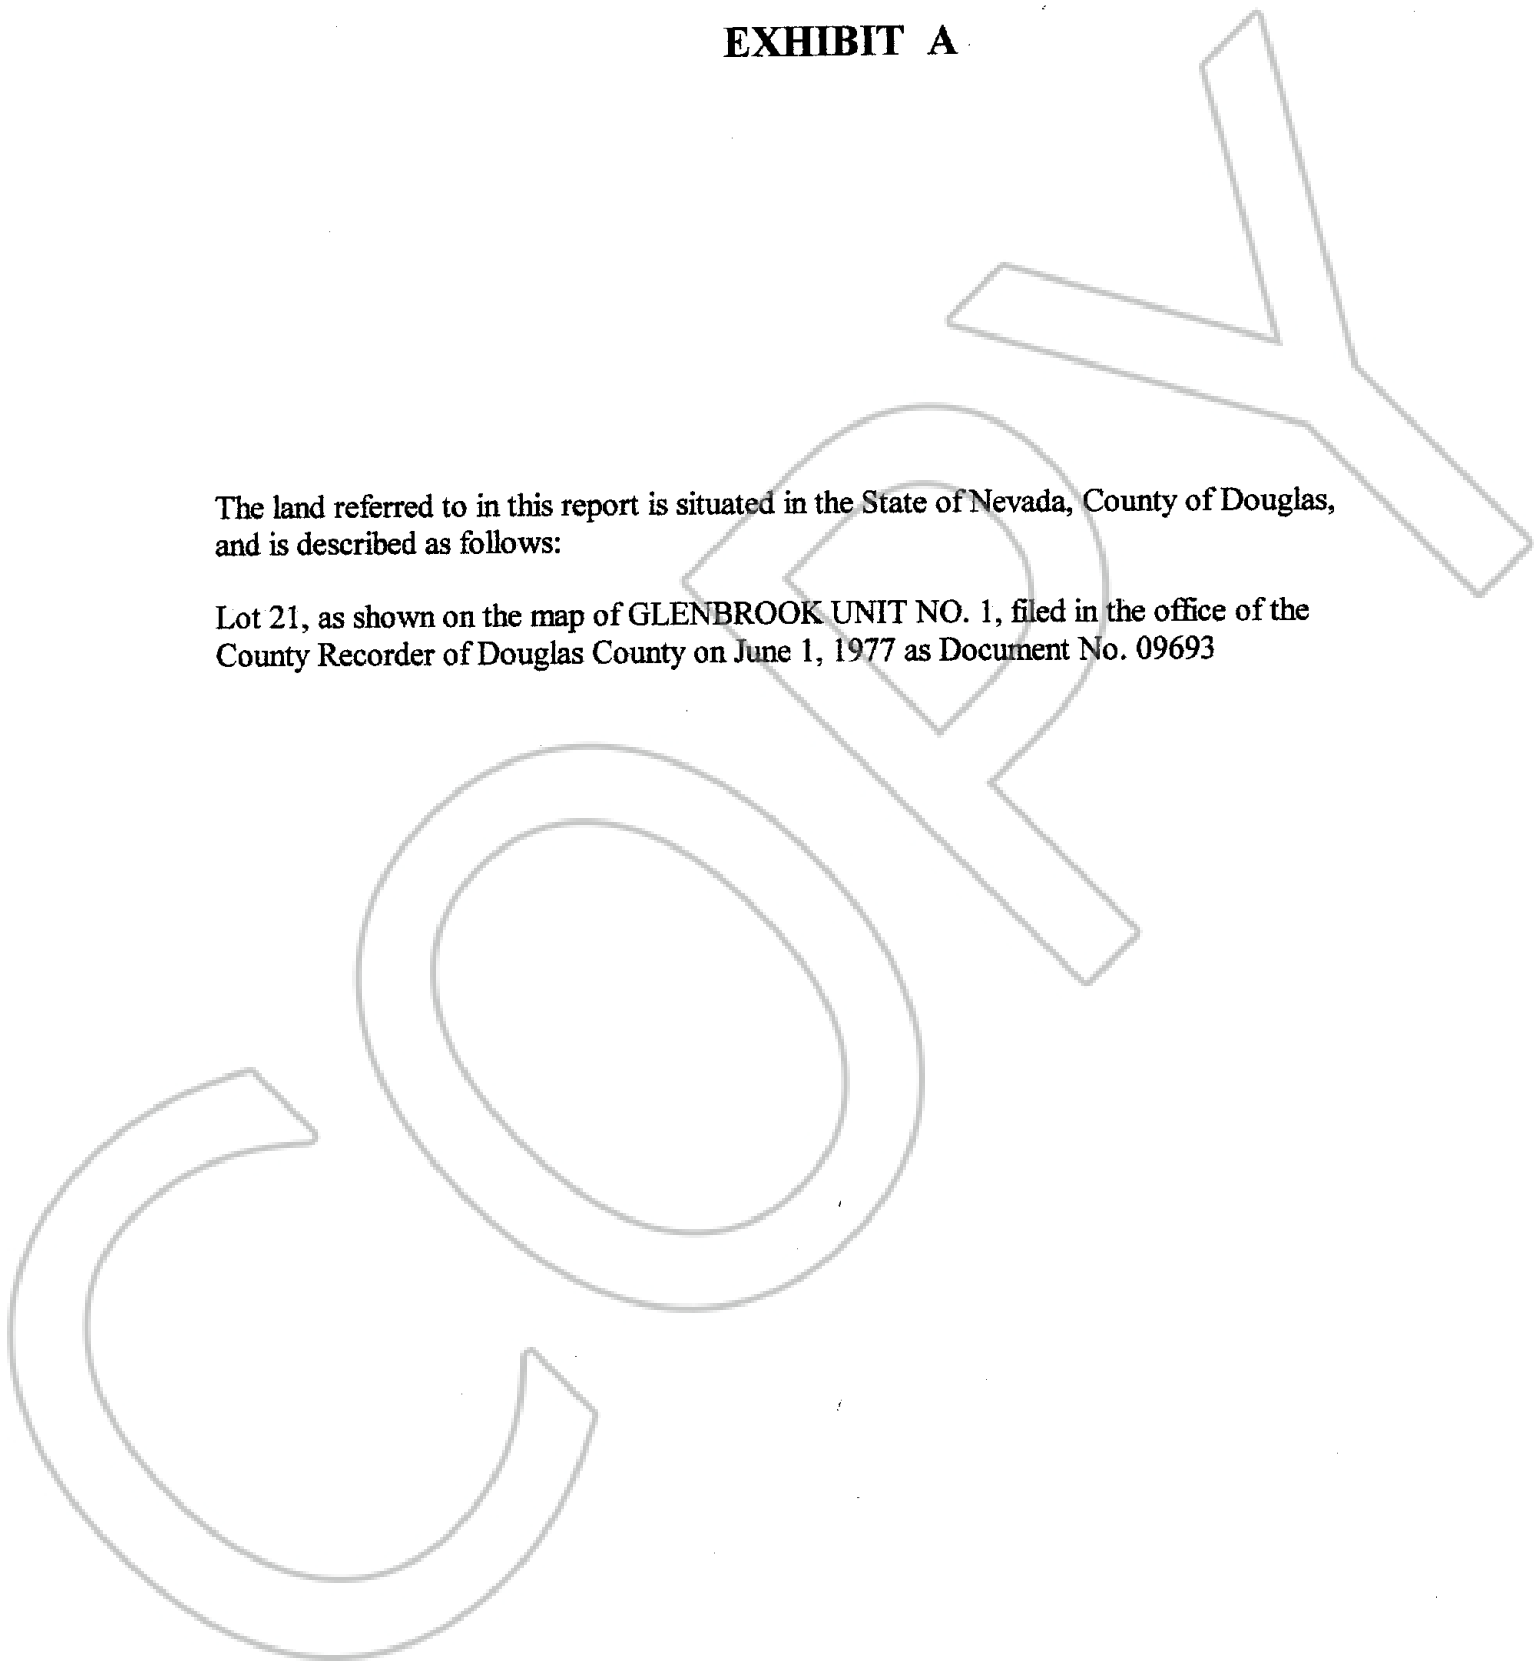 EXHIBIT A
The land referred to in this report is situated in the State of Nevada, County of Douglas,
and is described as follows:
Lot 21, as shown on the map of GLENBROOK UNIT NO. 1, filed in the office of the
County Recorder of Douglas County on June 1, 1977 as Document No. 09693
COPY